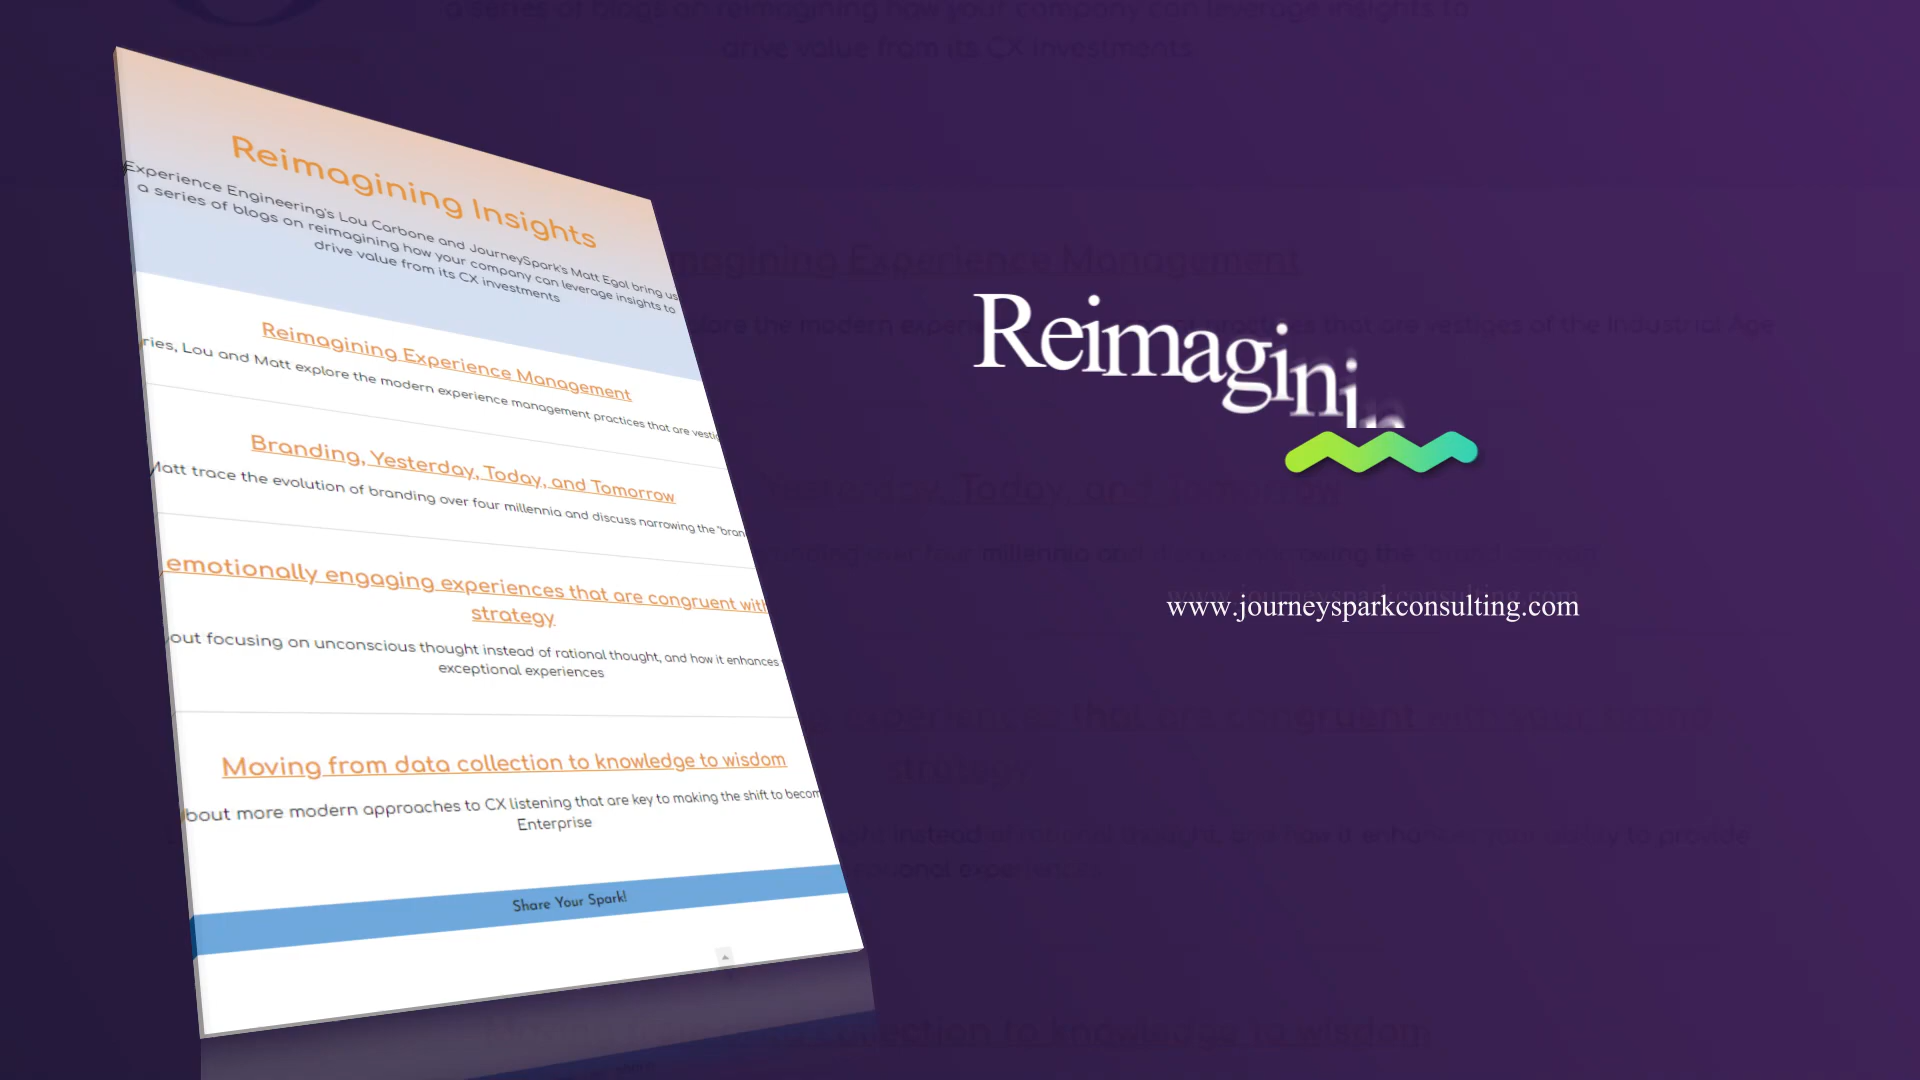 Reimagining Insights
Experience Engineering's Lou Carbone and JourneySpark's Matt Egol bring us
a series of blogs on reimagining how your company can leverage insights to
drive value from its CX investments
Reimagining Experience Management
ries, Lou and Matt explore the modern experience management practices that are
Branding, Yesterday, Today, and Tomorrow
Matt trace the evolution of branding over four millennia and discuss narrowing the
emotionally engaging experiences that are congruent with
strategy
out focusing on unconscious thought instead of rational thought, and how it enhances
exceptional experiences
Moving from data collection to knowledge to wisdom
bout more modern approaches to CX listening that are key to making the shift to becom
Enterprise
Share Your Spark!
Reimaginin
www.journeysparkconsulting.com